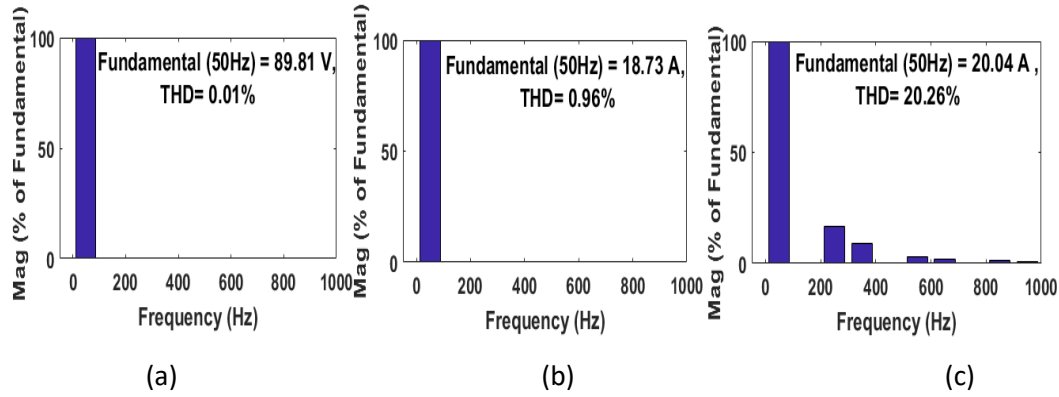 Mag (% of Fundamental)
100
50
0
Fundamental (50Hz) = 89.81 V,
THD= 0.01%
0 200 400 600 800 1000
Frequency (Hz)
(a)
Mag (% of Fundamental)
100
50
0
Fundamental (50Hz) = 18.73 A,
THD= 0.96%
0 200 400 600 800 1000
Frequency (Hz)
(b)
Mag (% of Fundamental)
100
50
0
Fundamental (50Hz) = 20.04 A ,
THD= 20.26%
0 200 400 600 800 1000
Frequency (Hz)
(c)